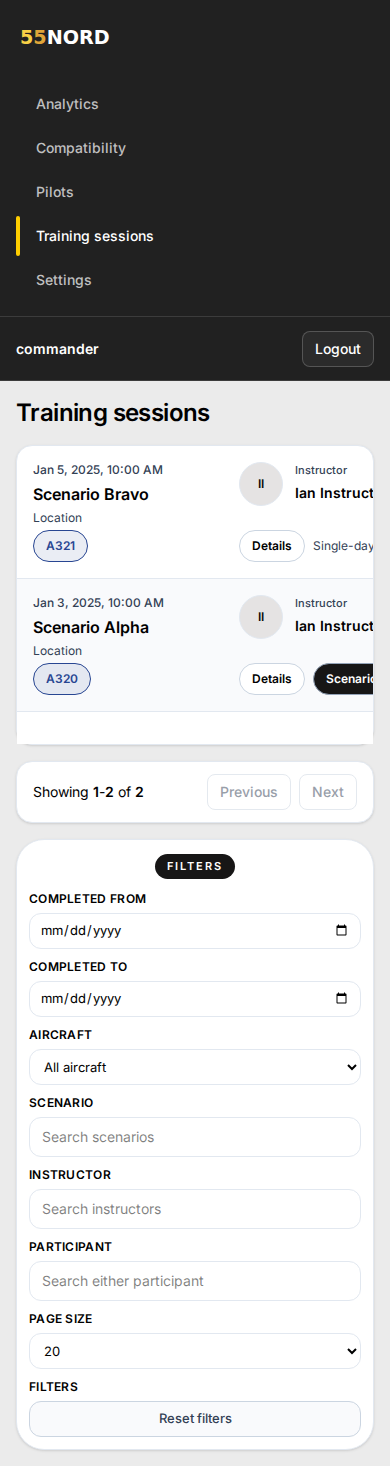 55NORD
Analytics
Compatibility
Pilots
Training sessions
Settings
commander
Logout
Training sessions
Jan 5, 2025, 10:00 AM
Scenario Bravo
Location
A321
II
Instructor
Ian Instruct
Details
Single-day
Jan 3, 2025, 10:00 AM
Scenario Alpha
Location
A320
II
Instructor
Ian Instruct
Details
Scenario
Showing 1-2 of 2
Previous
Next
FILTERS
COMPLETED FROM
mm/dd/yyyy
COMPLETED TO
mm/dd/yyyy
AIRCRAFT
All aircraft
SCENARIO
Search scenarios
INSTRUCTOR
Search instructors
PARTICIPANT
Search either participant
PAGE SIZE
20
FILTERS
Reset filters